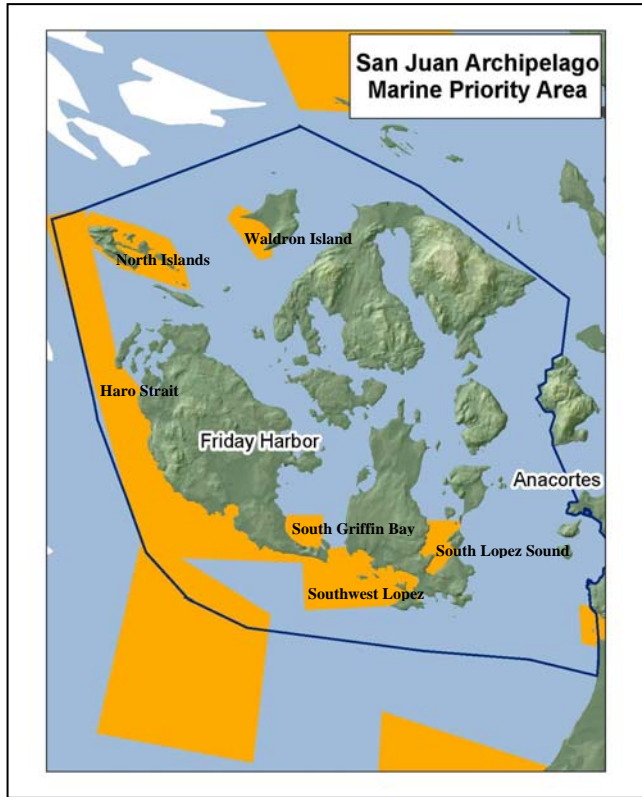 San Juan Archipelago
Marine Priority Area
Waldron Island
North Islands
Haro Strait
Friday Harbor
Anacortes
South Griffin Bay
South Lopez Sound
Southwest Lopez